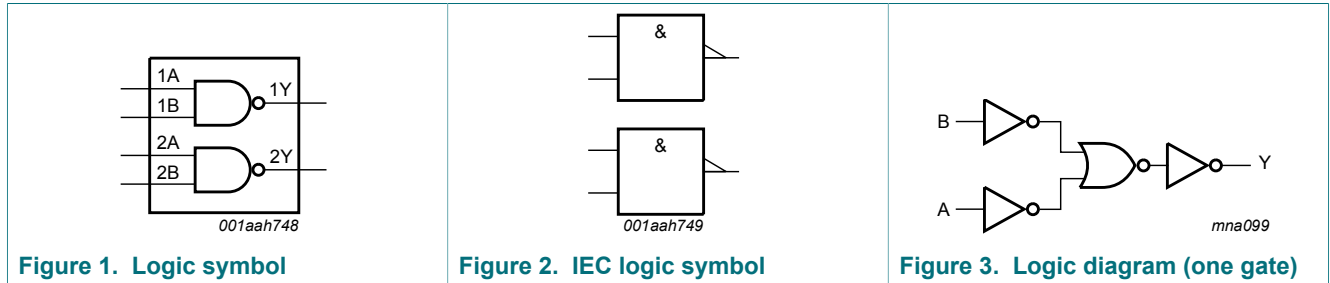 1A
1B
1Y
2A
2B
2Y
001aah748
Figure 1. Logic symbol
&
&
001aah749
Figure 2. IEC logic symbol
B
A
Y
mna099
Figure 3. Logic diagram (one gate)